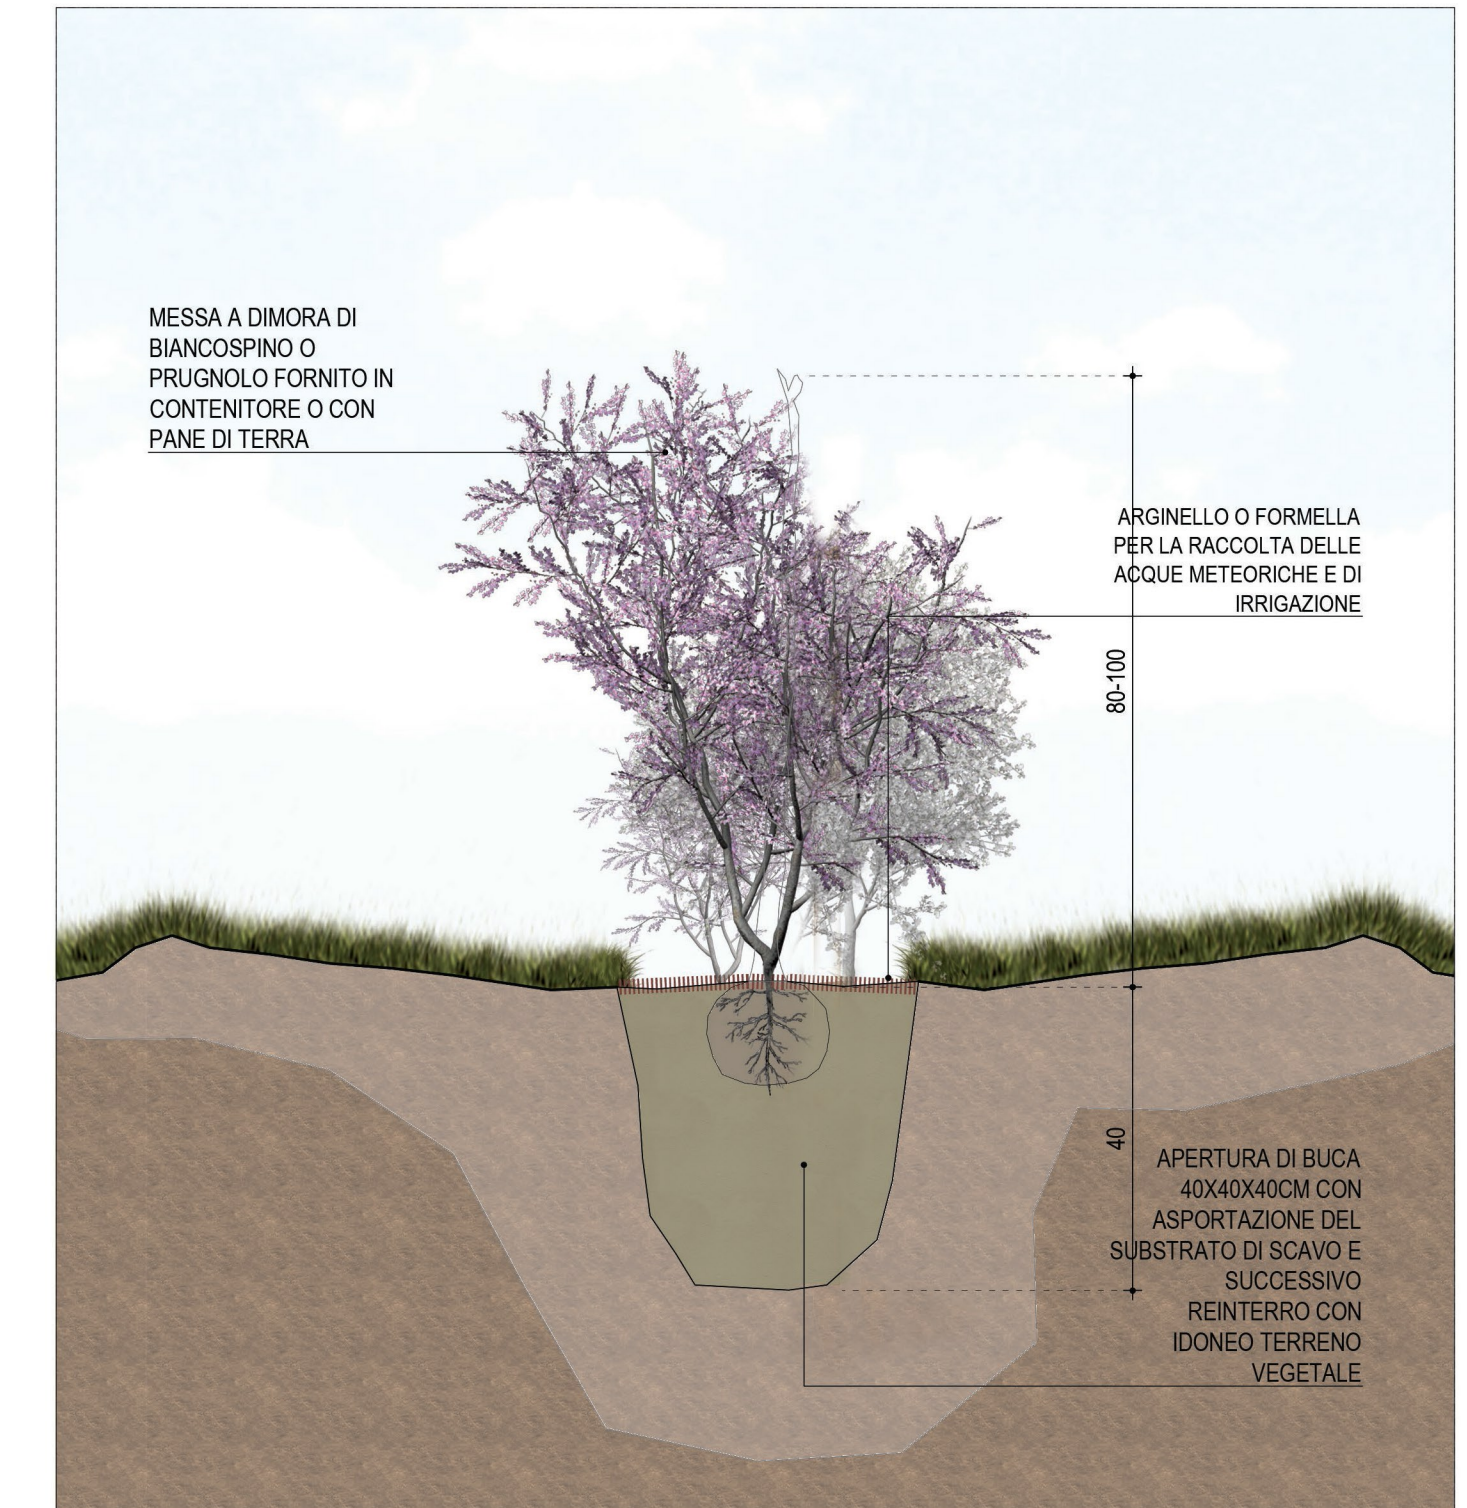 MESSA A DIMORA DI
BIANCOSPINO O
PRUGNOLO FORNITO IN
CONTENITORE O CON
PANE DI TERRA
ARGINELLO O FORMELLA
PER LA RACCOLTA DELLE
ACQUE METEORICHE E DI
IRRIGAZIONE
80-100
40
APERTURA DI BUCA
40X40X40CM CON
ASPORTAZIONE DEL
SUBSTRATO DI SCAVO E
SUCCESSIVO
REINTERRO CON
IDONEO TERRENO
VEGETALE